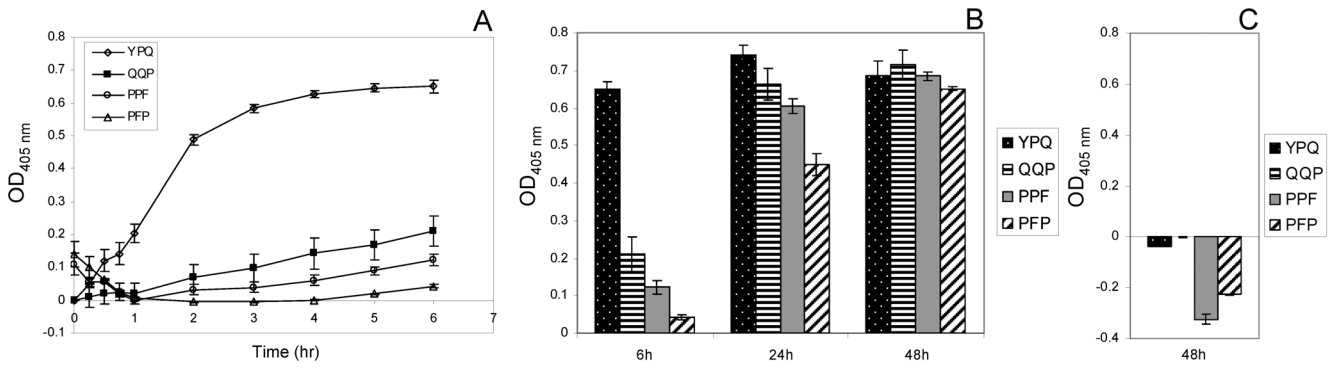 A
0.8
0.7
0.6
0.5
0.4
0.3
0.2
0.1
0
-0.1
OD405 nm
YPQ
QQP
PPF
PFP
0 1 2 3 4 5 6 7
Time (hr)
B
0.8
0.7
0.6
0.5
0.4
0.3
0.2
0.1
0
OD405 nm
6h 24h 48h
YPQ
QQP
PPF
PFP
C
0.8
0.6
0.4
0.2
0
-0.2
-0.4
OD405 nm
48h
YPQ
QQP
PPF
PFP